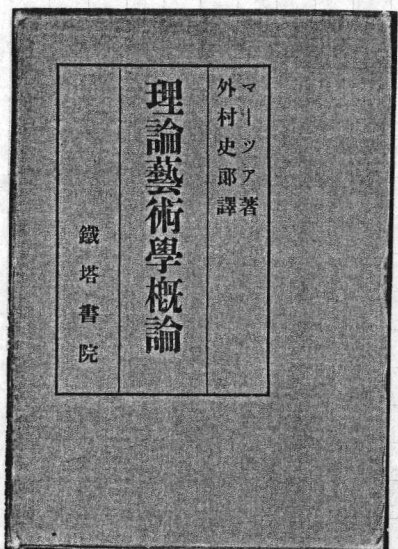 マーツア著
外村史郎譯
理論藝術學概論
鐵塔書院